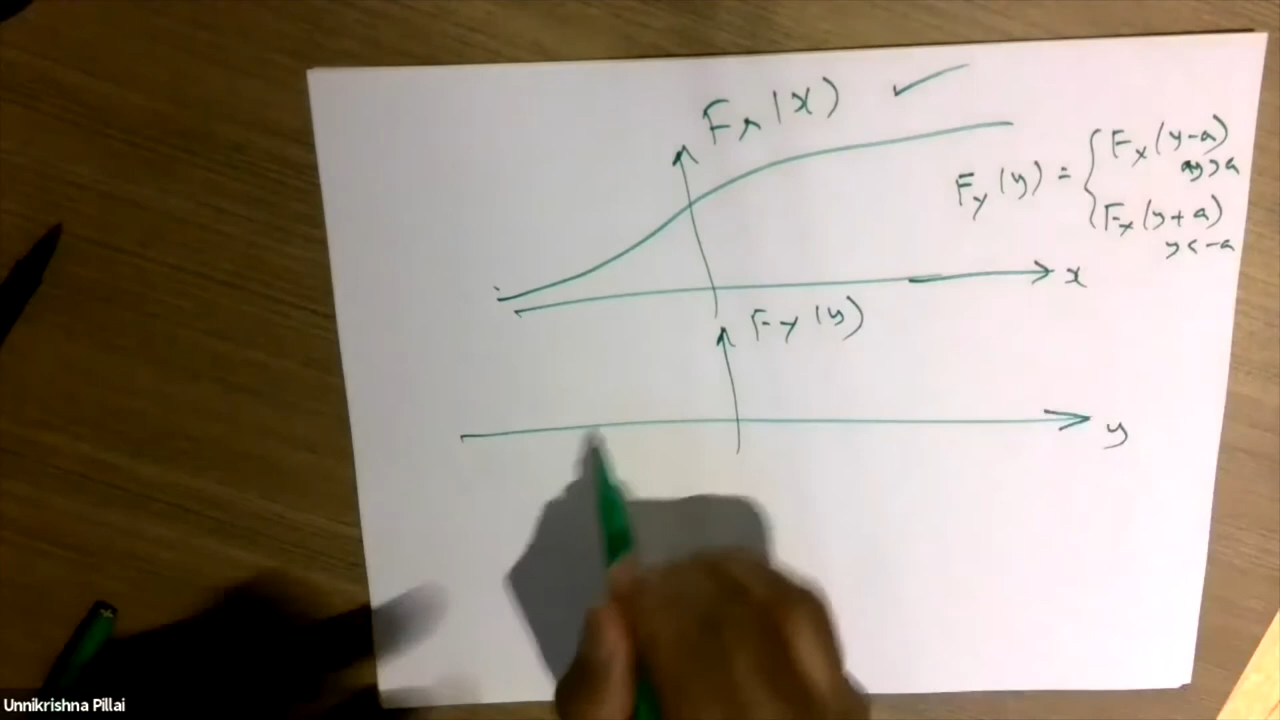 Fx(x)
Fy(y) = { Fx(y-a)
y>a
Fx(y+a)
y<-a
x
Fy(y)
y
Unnikrishna Pillai